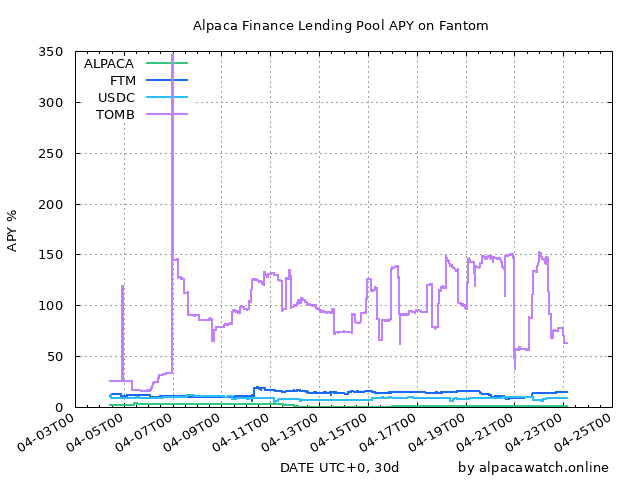 Alpaca Finance Lending Pool APY on Fantom
350
300
250
200
150
100
50
0
APY %
ALPACA
FTM
USDC
TOMB
04-03T00
04-05T00
04-07T00
04-09T00
04-11T00
04-13T00
04-15T00
04-17T00
04-19T00
04-21T00
04-23T00
04-25T00
DATE UTC+0, 30d
by alpacawatch.online